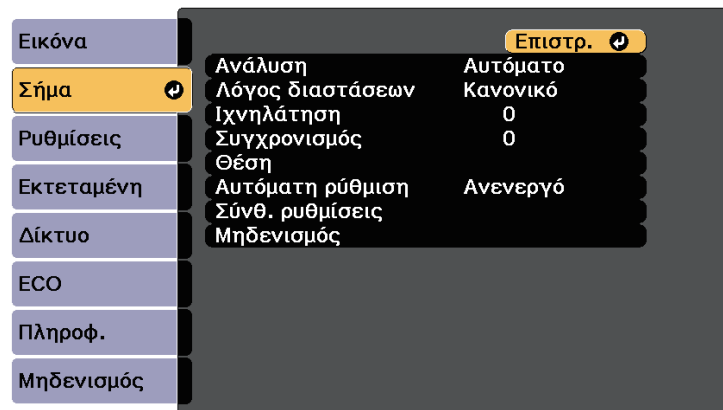 Εικόνα
Σήμα
Ρυθμίσεις
Εκτεταμένη
Δίκτυο
ECO
Πληροφ.
Μηδενισμός
Επιστρ.
Ανάλυση Αυτόματο
Λόγος διαστάσεων Κανονικό
Ιχνηλάτηση 0
Συγχρονισμός 0
Θέση
Αυτόματη ρύθμιση Ανενεργό
Σύνθ. ρυθμίσεις
Μηδενισμός